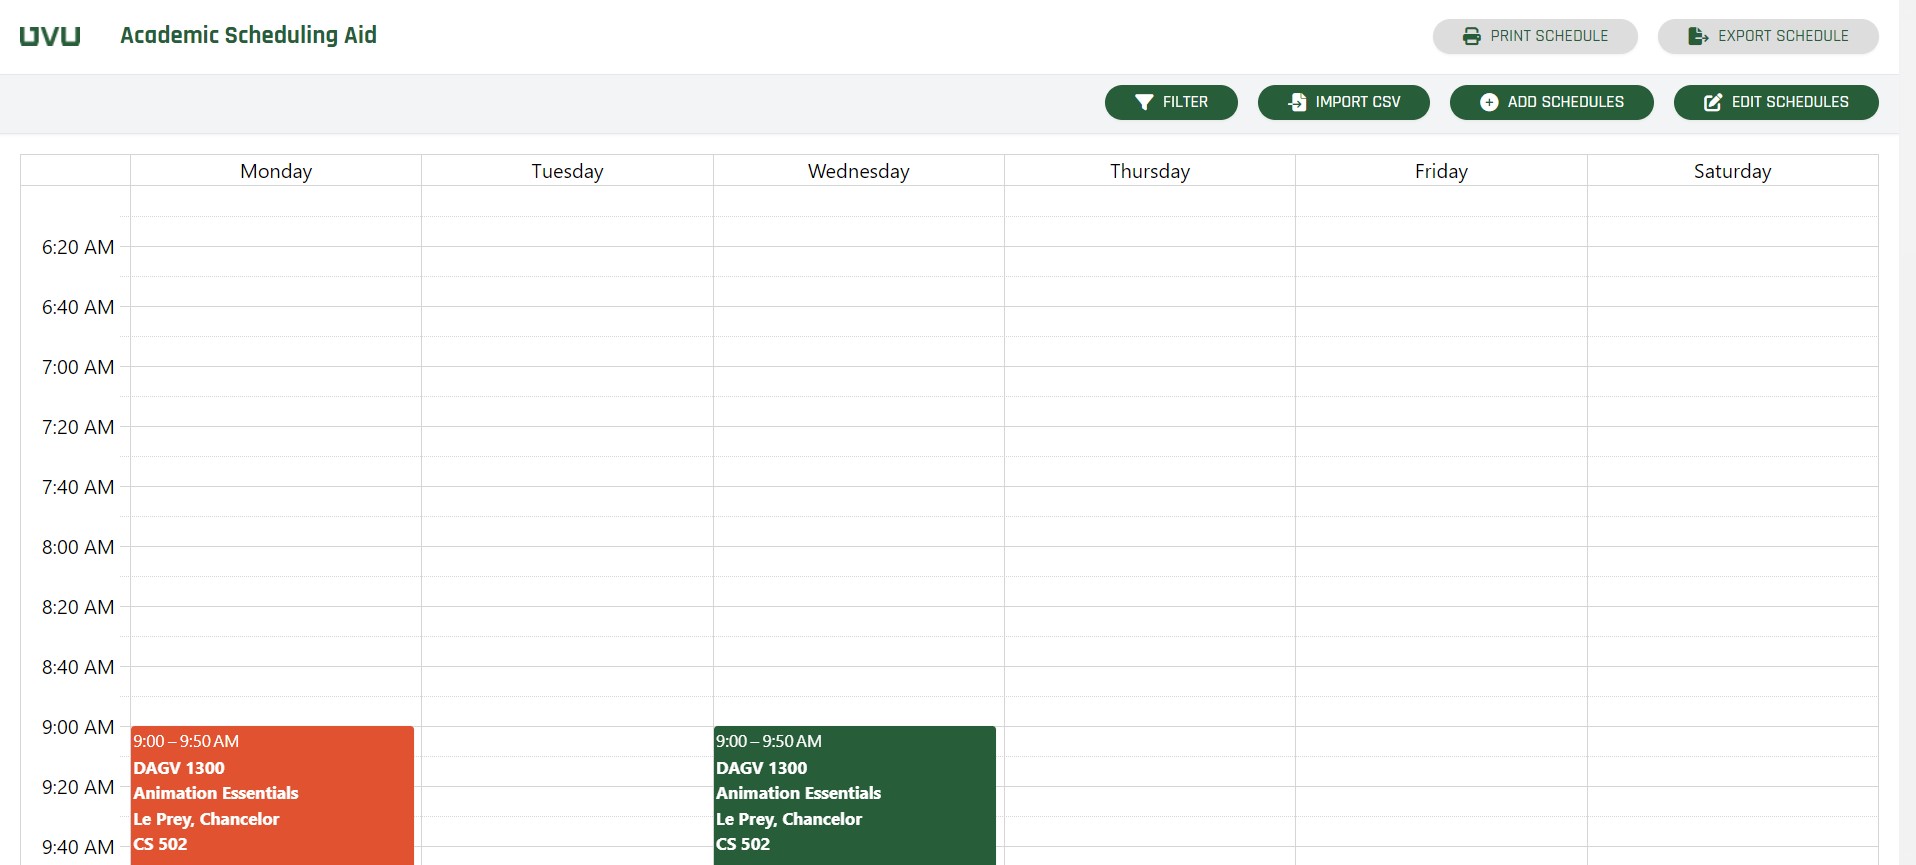 UVU Academic Scheduling Aid
PRINT SCHEDULE
EXPORT SCHEDULE
FILTER
IMPORT CSV
ADD SCHEDULES
EDIT SCHEDULES
Monday Tuesday Wednesday Thursday Friday Saturday
6:20 AM
6:40 AM
7:00 AM
7:20 AM
7:40 AM
8:00 AM
8:20 AM
8:40 AM
9:00 AM
9:20 AM
9:40 AM
9:00 – 9:50 AM
DAGV 1300
Animation Essentials
Le Prey, Chancelor
CS 502
9:00 – 9:50 AM
DAGV 1300
Animation Essentials
Le Prey, Chancelor
CS 502